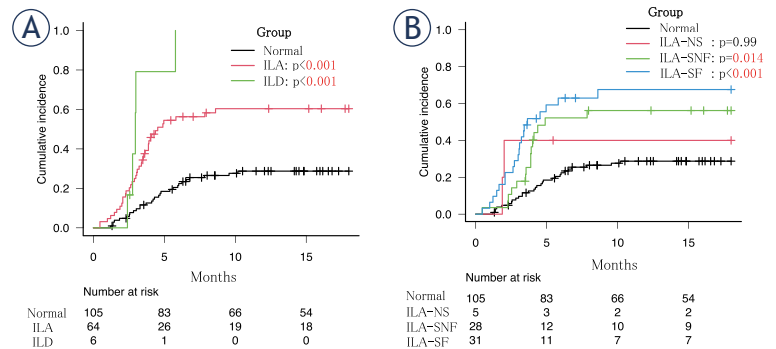 A
Cumulative incidence
1.0
0.8
0.6
0.4
0.2
0.0
Group
Normal
ILA: p<0.001
ILD: p<0.001
0 5 10 15
Months
Number at risk
Normal 105 83 66 54
ILA 64 26 19 18
ILD 6 1 0 0
B
Cumulative incidence
1.0
0.8
0.6
0.4
0.2
0.0
Group
Normal
ILA-NS : p=0.99
ILA-SNF: p=0.014
ILA-SF : p<0.001
0 5 10 15
Months
Number at risk
Normal 105 83 66 54
ILA-NS 5 3 2 2
ILA-SNF 28 12 10 9
ILA-SF 31 11 7 7